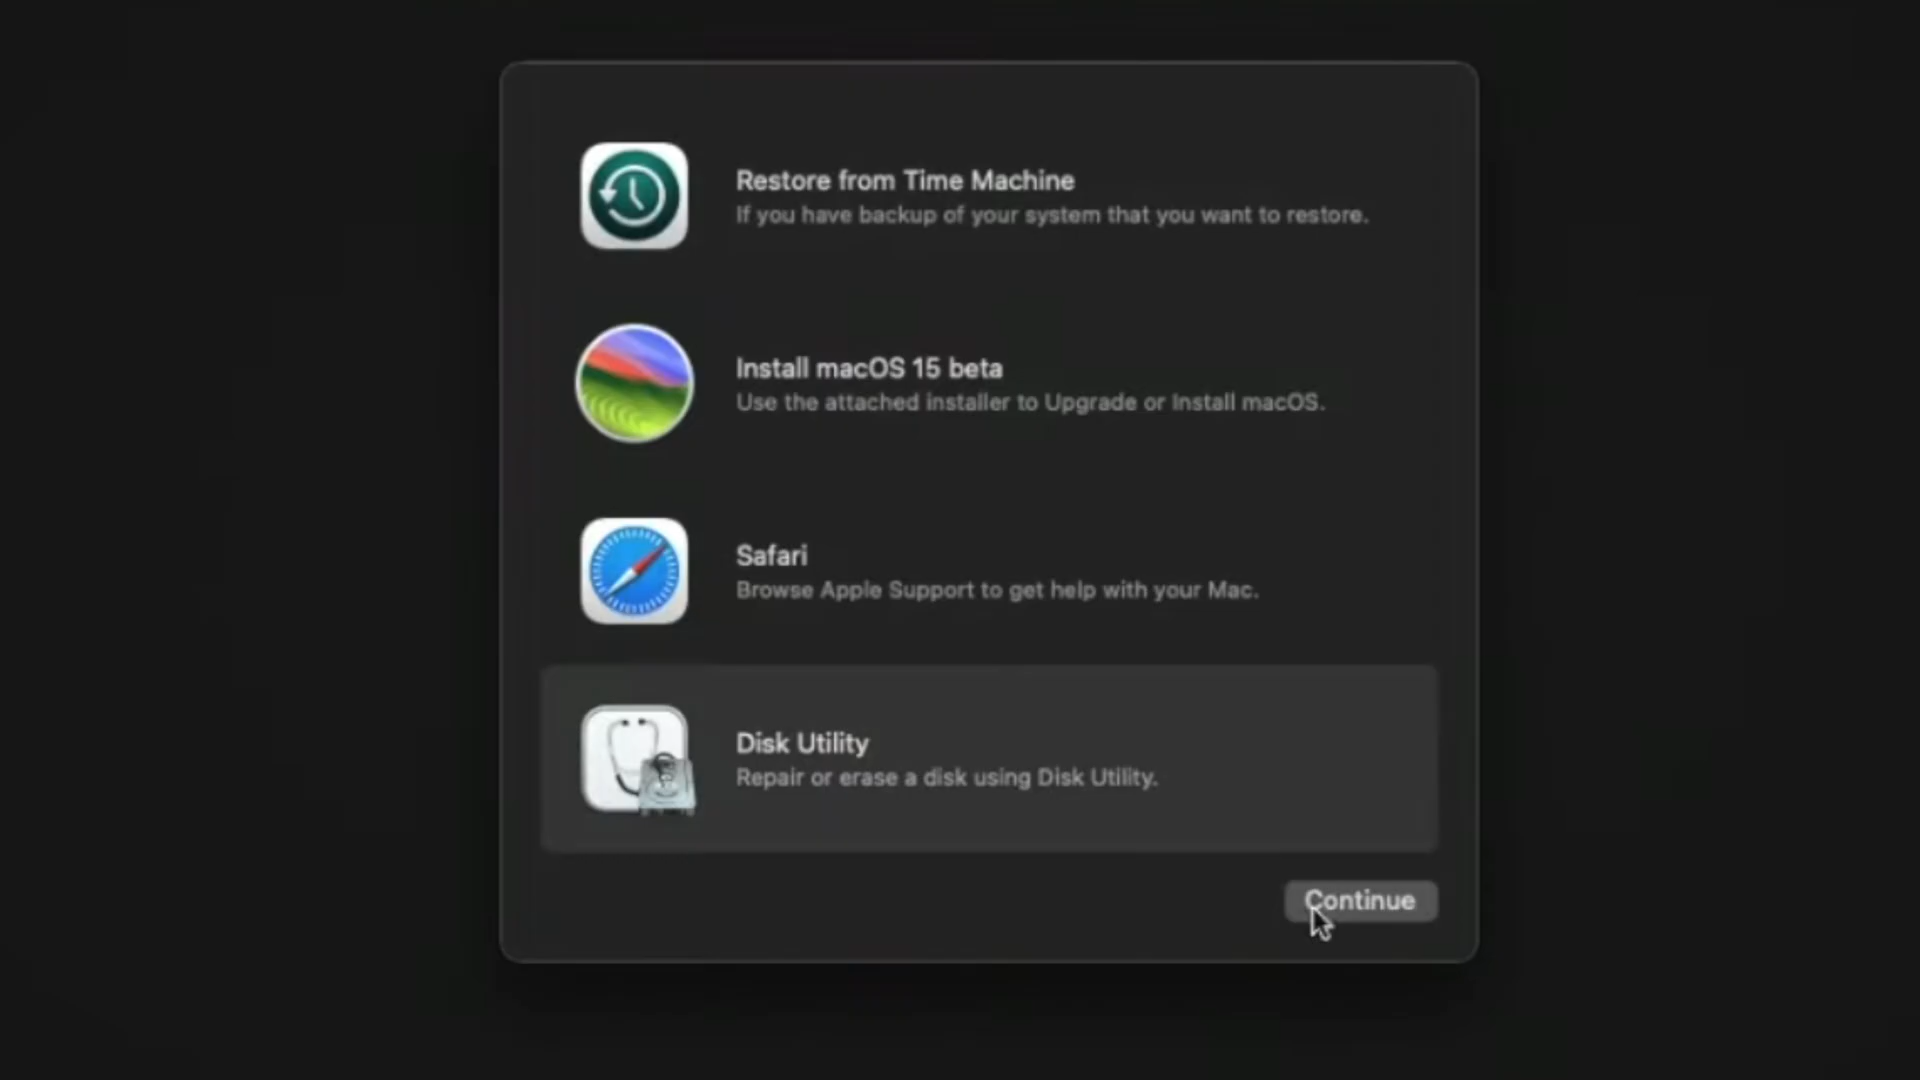 Restore from Time Machine
If you have backup of your system that you want to restore.
Install macOS 15 beta
Use the attached installer to Upgrade or Install macOS.
Safari
Browse Apple Support to get help with your Mac.
Disk Utility
Repair or erase a disk using Disk Utility.
Continue